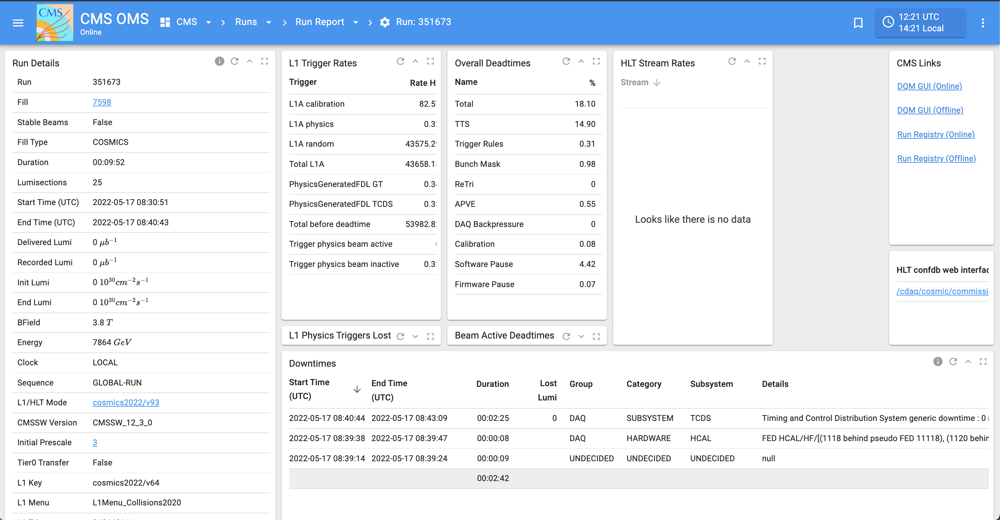 CMS
CMS OMS
Online
CMS Runs Run Report Run: 351673
12:21 UTC
14:21 Local
Run Details
Run 351673
Fill 7598
Stable Beams False
Fill Type COSMICS
Duration 00:09:52
Lumisections 25
Start Time (UTC) 2022-05-17 08:30:51
End Time (UTC) 2022-05-17 08:40:43
Delivered Lumi 0 μb⁻¹
Recorded Lumi 0 μb⁻¹
Init Lumi 0 10³⁰cm⁻²s⁻¹
End Lumi 0 10³⁰cm⁻²s⁻¹
BField 3.8 T
Energy 7864 GeV
Clock LOCAL
Sequence GLOBAL-RUN
L1/HLT Mode cosmics2022/v93
CMSSW Version CMSSW_12_3_0
Initial Prescale 3
Tier0 Transfer False
L1 Key cosmics2022/v64
L1 Menu L1Menu_Collisions2020
L1 Trigger Rates
Trigger Rate
L1A calibration 82.5
L1A physics 0.3
L1A random 43575.2
Total L1A 43658.1
PhysicsGeneratedFDL GT 0.3
PhysicsGeneratedFDL TCDS 0.3
Total before deadtime 53982.8
Trigger physics beam active
Trigger physics beam inactive 0.3
L1 Physics Triggers Lost
Overall Deadtimes
Name %
Total 18.10
TTS 14.90
Trigger Rules 0.31
Bunch Mask 0.98
ReTri 0
APVE 0.55
DAQ Backpressure 0
Calibration 0.08
Software Pause 4.42
Firmware Pause 0.07
Beam Active Deadtimes
HLT Stream Rates
Stream
Looks like there is no data
CMS Links
DQM GUI (Online)
DQM GUI (Offline)
Run Registry (Online)
Run Registry (Offline)
HLT confdb web interfac
/cdaq/cosmic/commissi
Downtimes
Start Time (UTC) End Time (UTC) Duration Lost Lumi Group Category Subsystem Details
2022-05-17 08:40:44 2022-05-17 08:43:09 00:02:25 0 DAQ SUBSYSTEM TCDS Timing and Control Distribution System generic downtime : 0
2022-05-17 08:39:38 2022-05-17 08:39:47 00:00:08 DAQ HARDWARE HCAL FED HCAL/HF/[(1118 behind pseudo FED 11118), (1120 behin
2022-05-17 08:39:14 2022-05-17 08:39:24 00:00:09 UNDECIDED UNDECIDED UNDECIDED null
00:02:42